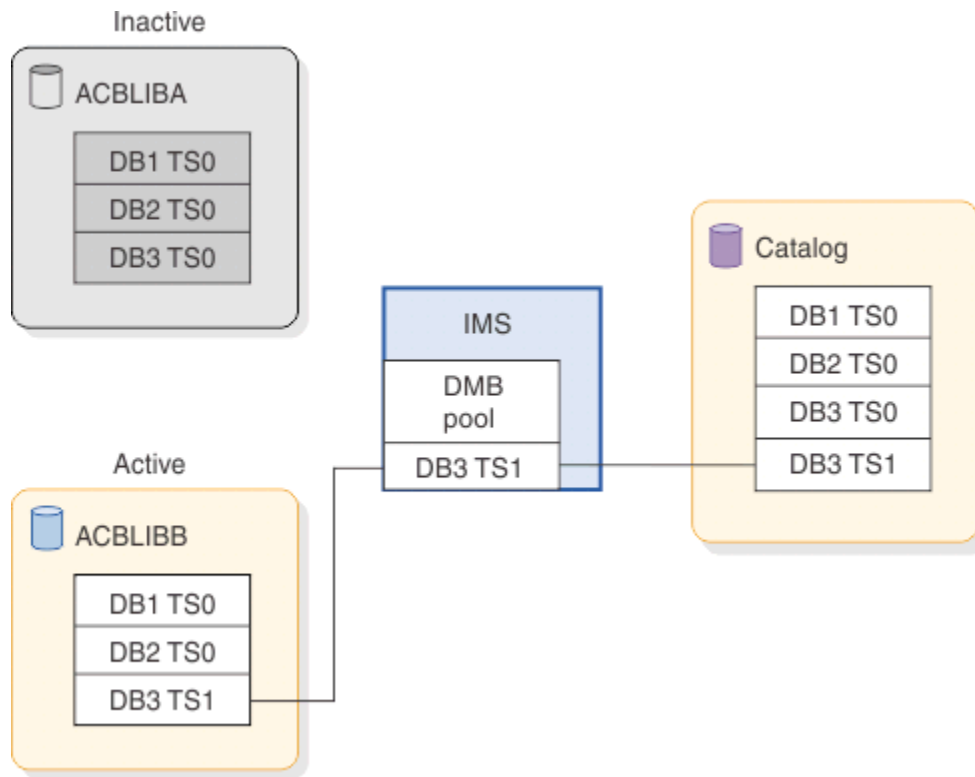 Inactive
ACBLIBA
DB1 TS0
DB2 TS0
DB3 TS0
IMS
DMB
pool
DB3 TS1
Catalog
DB1 TS0
DB2 TS0
DB3 TS0
DB3 TS1
Active
ACBLIBB
DB1 TS0
DB2 TS0
DB3 TS1